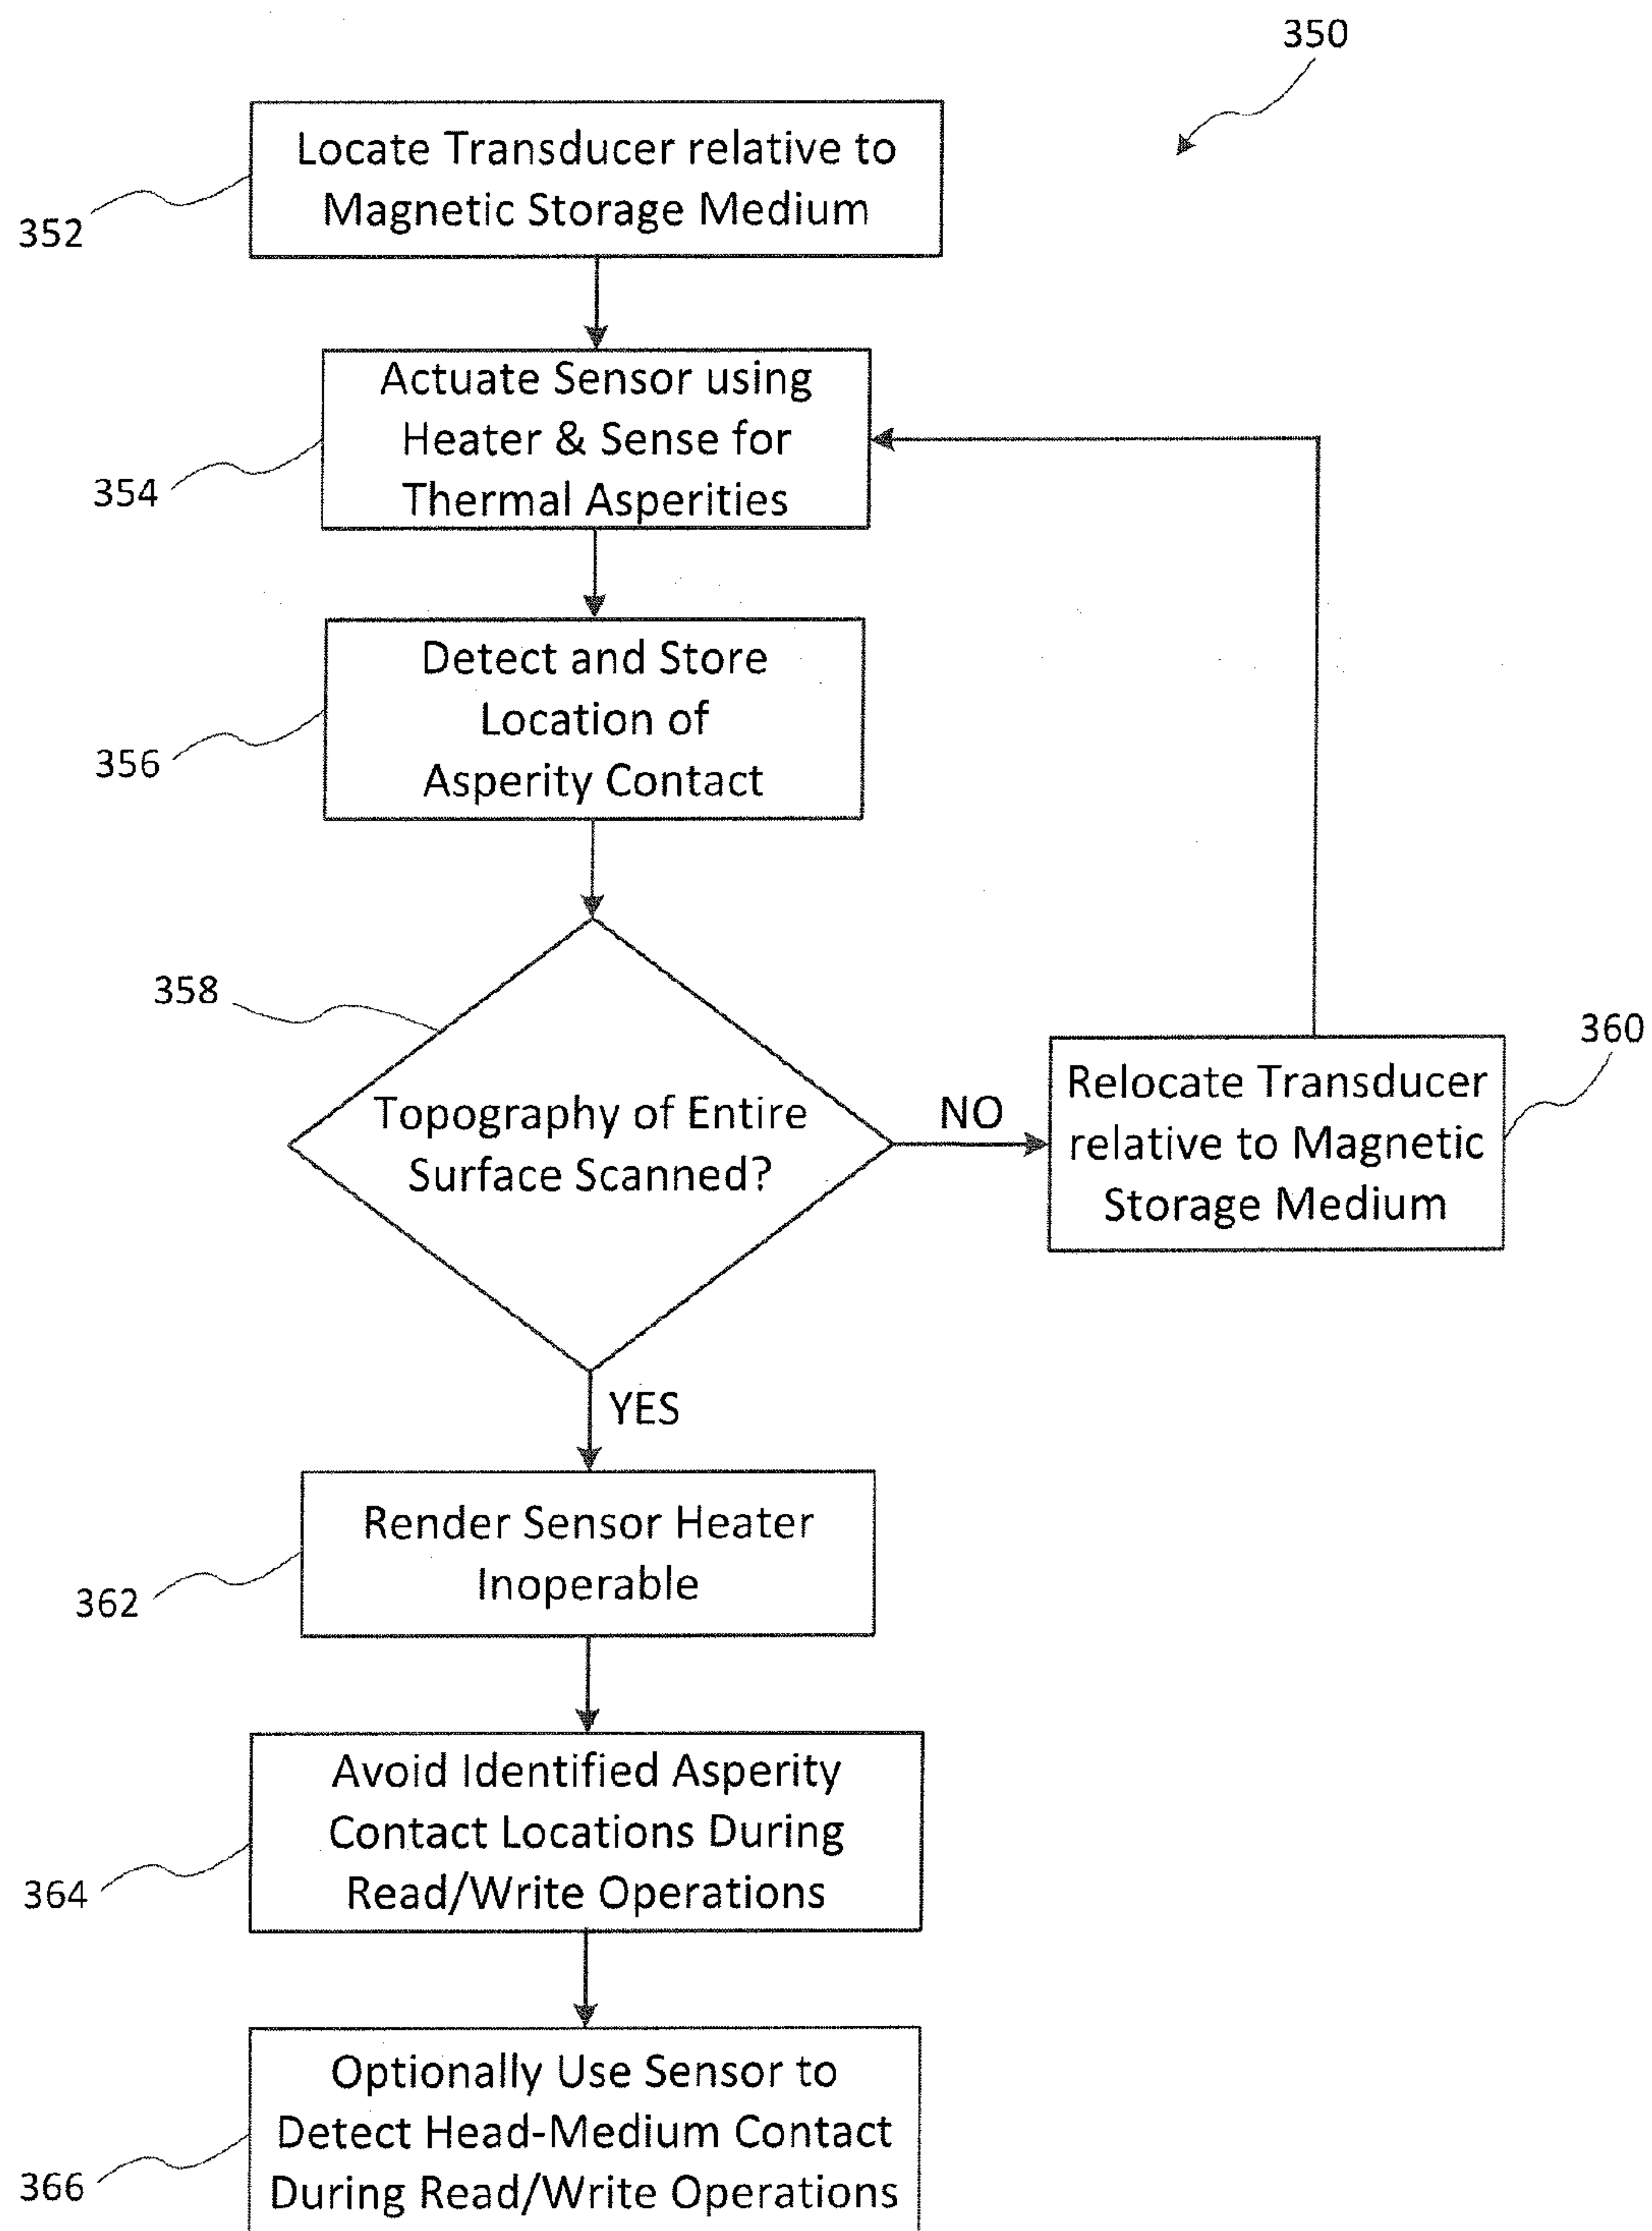 350
Locate Transducer relative to
Magnetic Storage Medium
352
Actuate Sensor using
Heater & Sense for
Thermal Asperities
354
Detect and Store
Location of
Asperity Contact
356
358
Topography of Entire
Surface Scanned?
NO
360
Relocate Transducer
relative to Magnetic
Storage Medium
YES
Render Sensor Heater
Inoperable
362
Avoid Identified Asperity
Contact Locations During
Read/Write Operations
364
Optionally Use Sensor to
Detect Head-Medium Contact
During Read/Write Operations
366